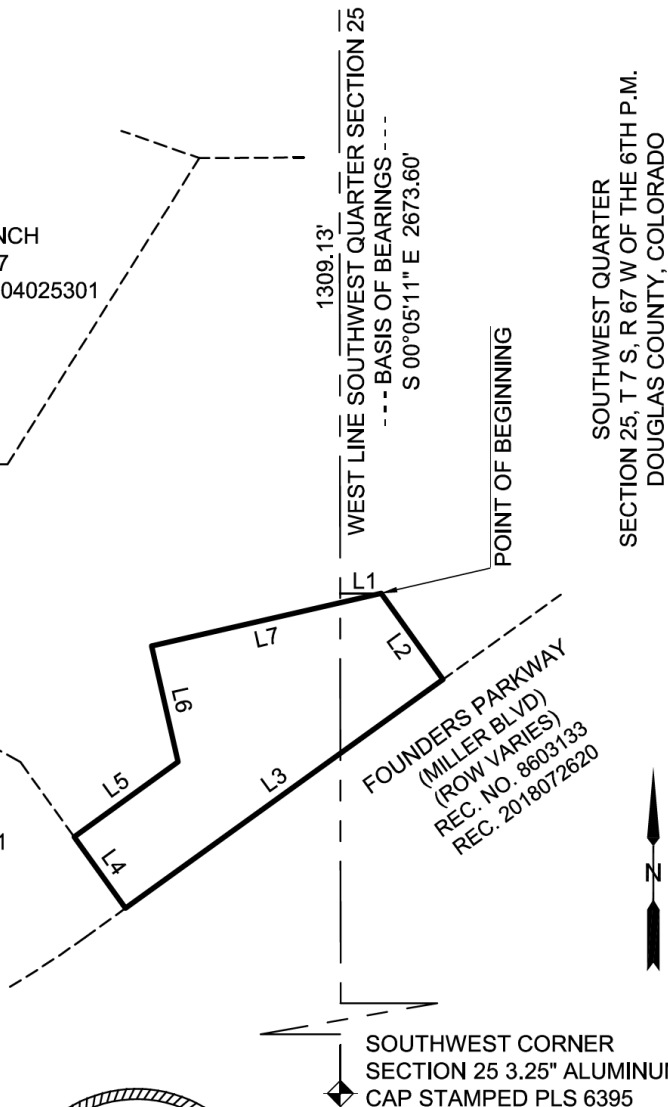 NCH
7
04025301
1309.13'
WEST LINE SOUTHWEST QUARTER SECTION 25
--- BASIS OF BEARINGS ---
S 00°05'11" E 2673.60'
POINT OF BEGINNING
SOUTHWEST QUARTER
SECTION 25, T 7 S, R 67 W OF THE 6TH P.M.
DOUGLAS COUNTY, COLORADO
L1
L2
L7
L6
L3
L5
L4
1
FOUNDERS PARKWAY
(MILLER BLVD)
(ROW VARIES)
REC. NO. 8603133
REC. 2018072620
N
SOUTHWEST CORNER
SECTION 25 3.25" ALUMINU
CAP STAMPED PLS 6395